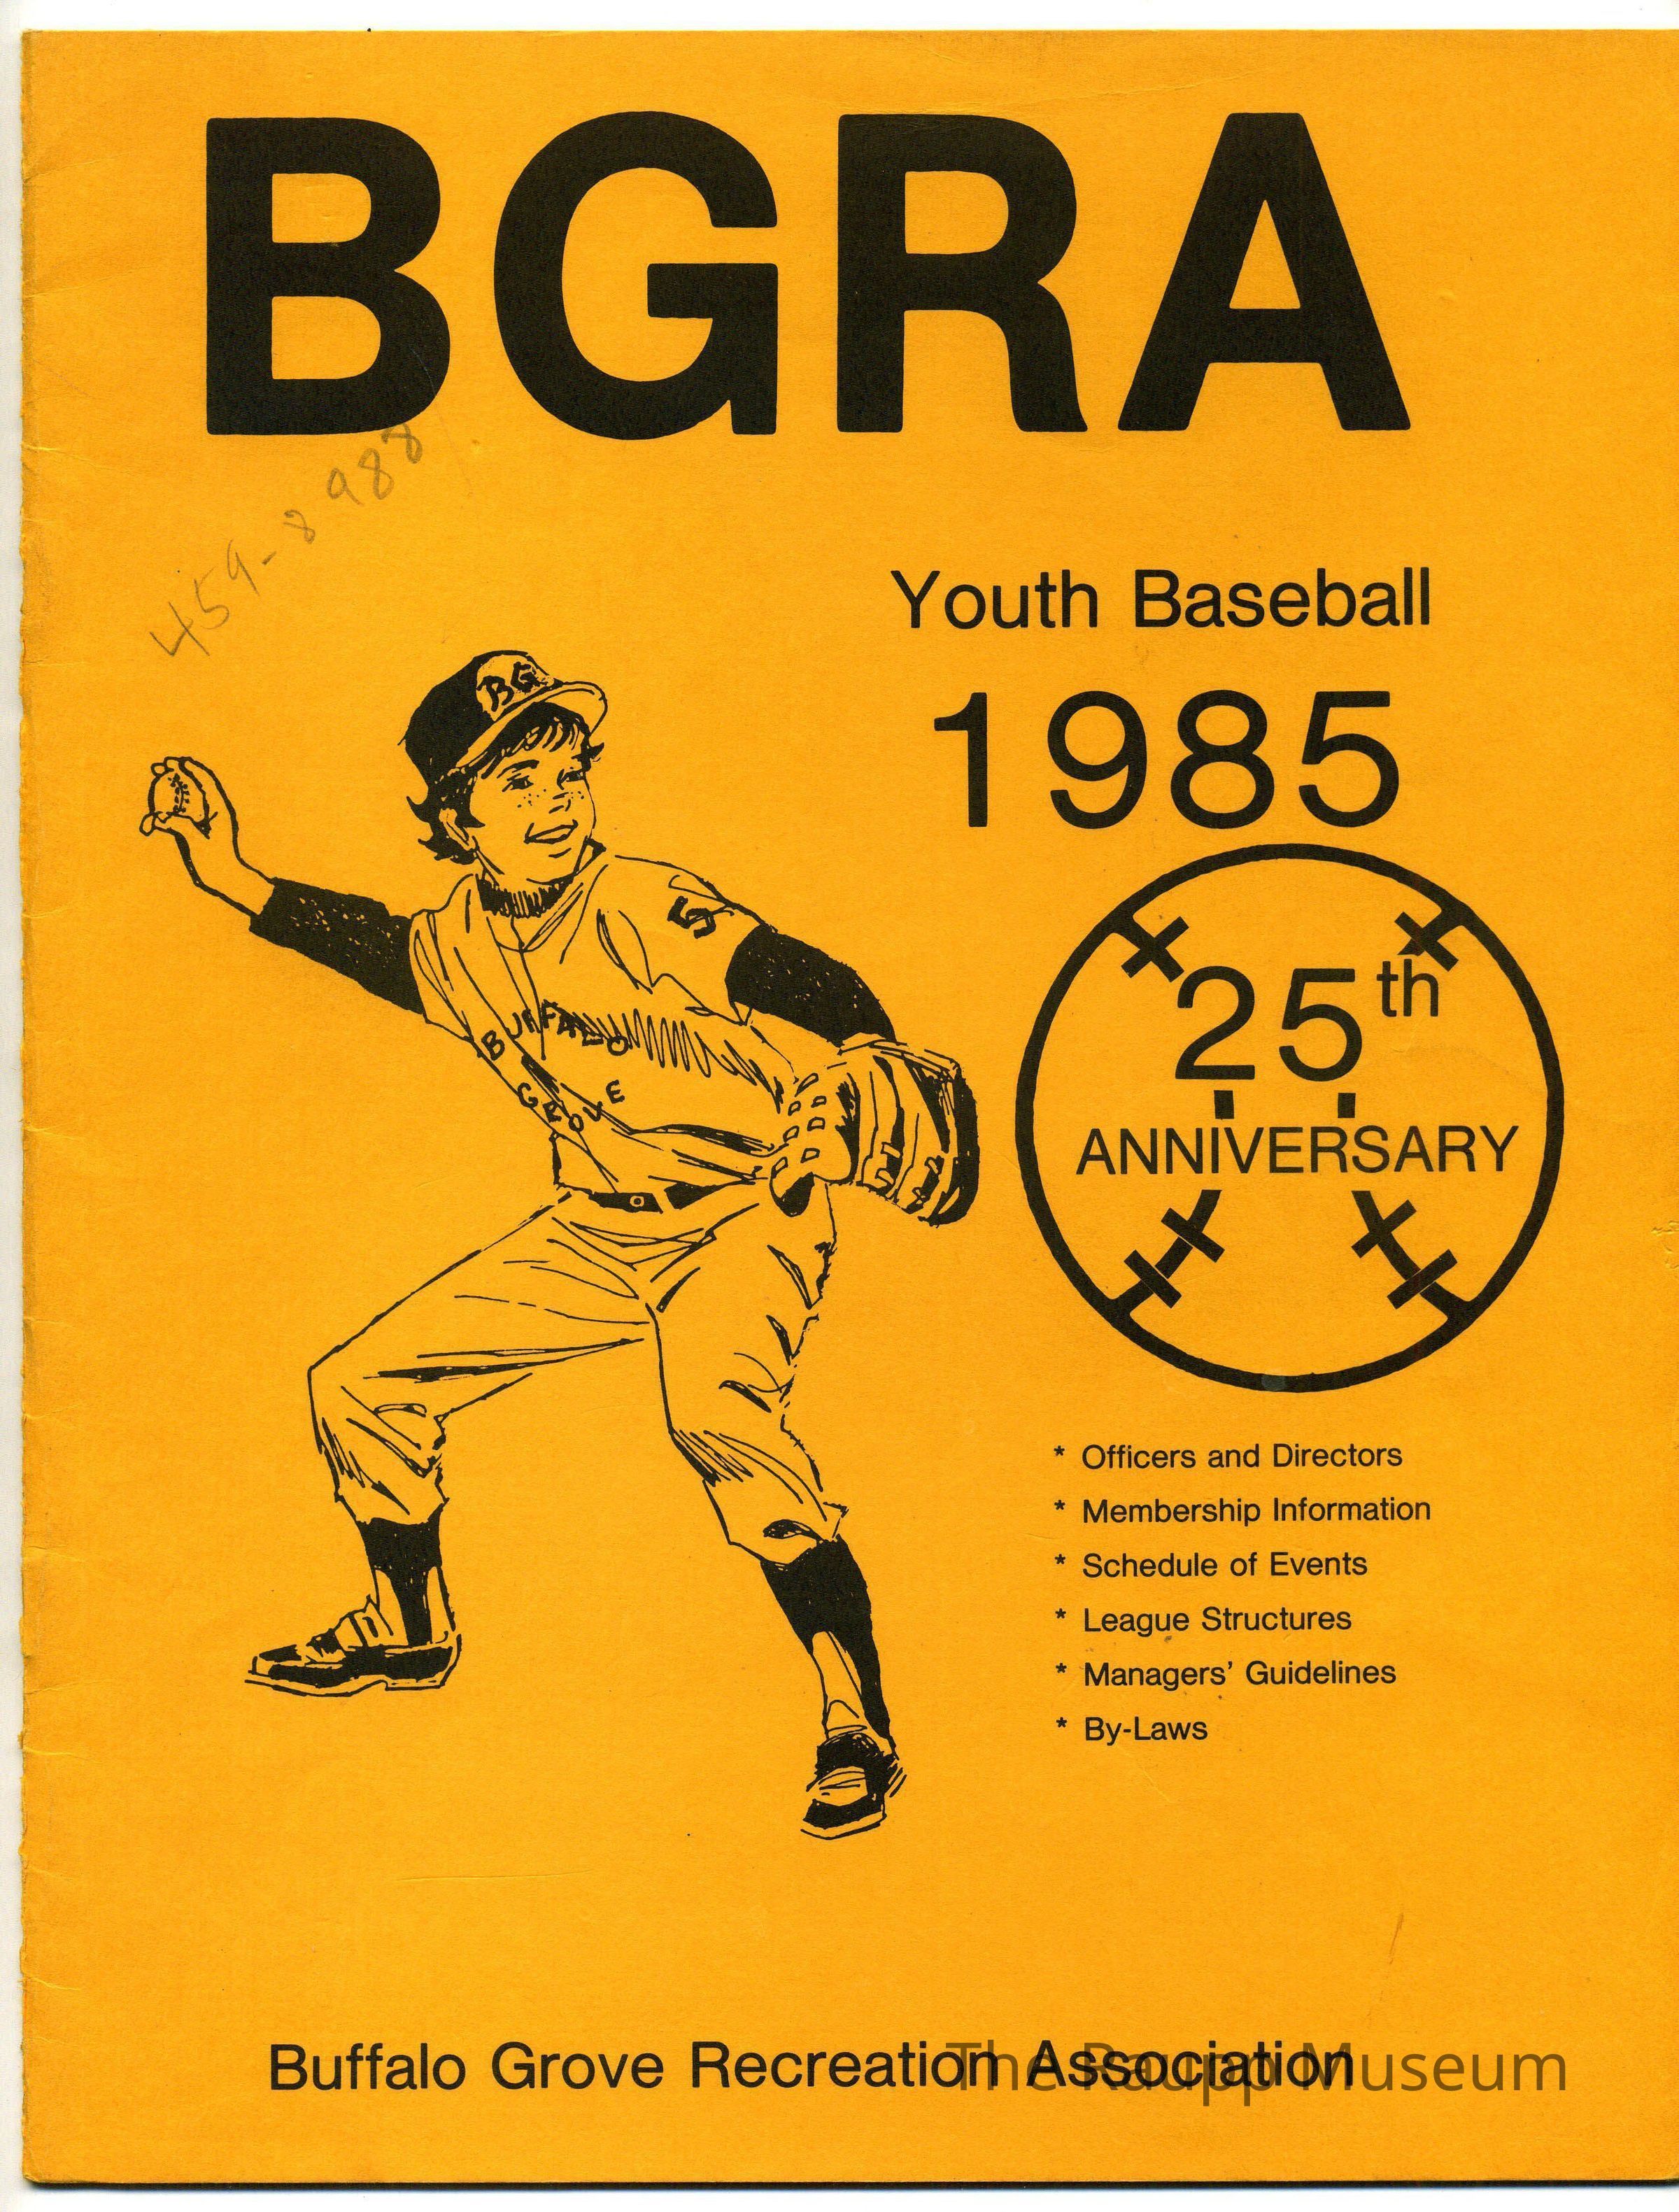 BGRA
459-8988
Youth Baseball
1985
BG
5
BUFFALO
GROVE
25th
ANNIVERSARY
* Officers and Directors
* Membership Information
* Schedule of Events
* League Structures
* Managers' Guidelines
* By-Laws
Buffalo Grove Recreation Association
The Raupp Museum